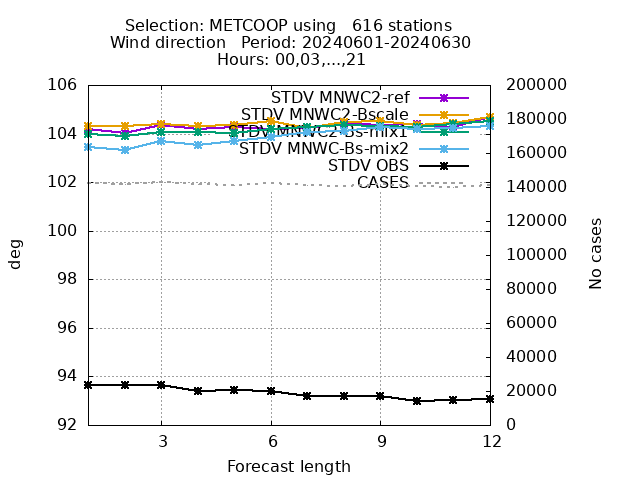 Selection: METCOOP using 616 stations
Wind direction Period: 20240601-20240630
Hours: 00,03,...,21
STDV MNWC2-ref
STDV MNWC2-Bscale
STDV MNWC2-Bs-mix1
STDV MNWC-Bs-mix2
STDV OBS
CASES
106
104
102
100
98
96
94
92
deg
200000
180000
160000
140000
120000
100000
80000
60000
40000
20000
0
No cases
3 6 9 12
Forecast length